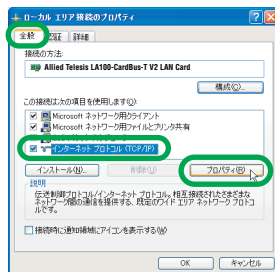 ローカル エリア接続のプロパティ
全般 認証 詳細
接続の方法:
Allied Telesis LA100-CardBus-T V2 LAN Card
構成(C)...
この接続は次の項目を使用します(O):
Microsoft ネットワーク用クライアント
Microsoft ネットワーク用ファイルとプリンタ共有
インターネット プロトコル (TCP/IP)
インストール(N)... 削除(U) プロパティ(R)
説明
伝送制御プロトコル/インターネット プロトコル。相互接続されたさまざまな
ネットワーク間の通信を提供する、既定のワイド エリア ネットワーク プロトコ
ルです。
接続時に通知領域にアイコンを表示する(W)
OK キャンセル